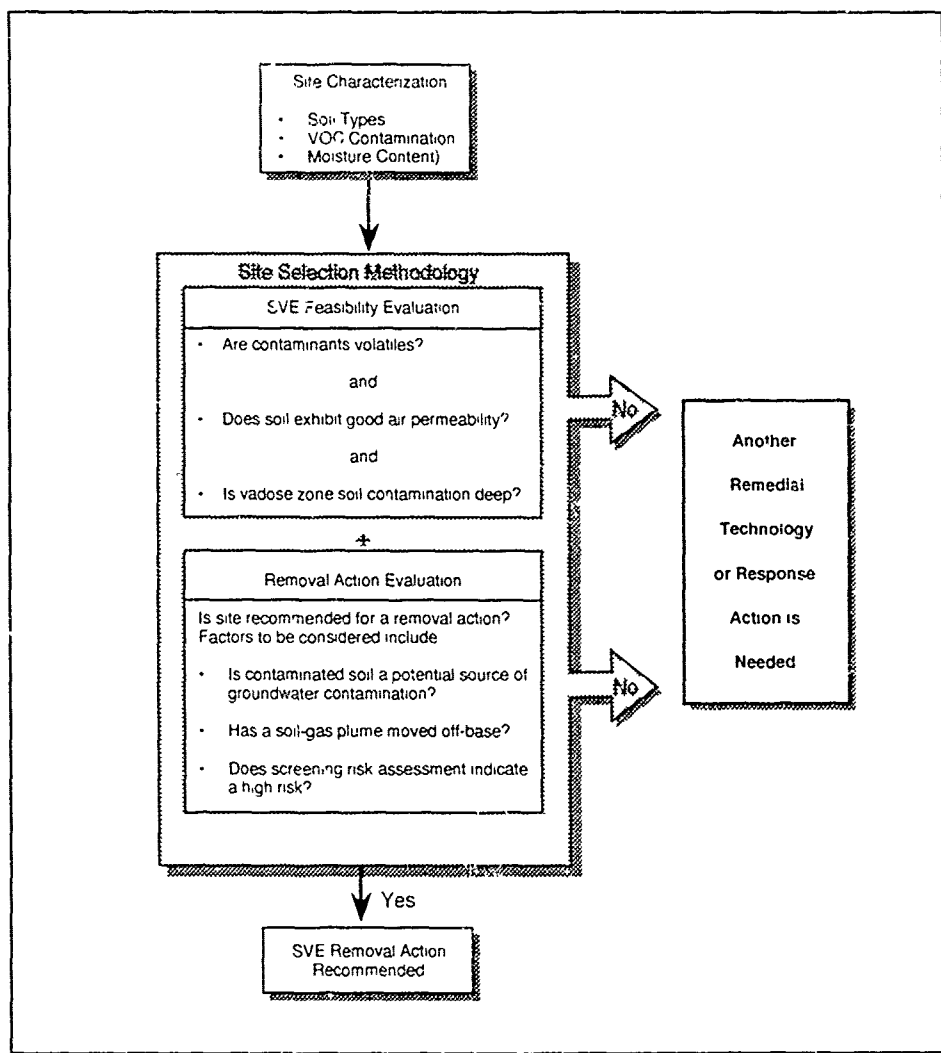 Site Characterization
• Soil Types
• VOC Contamination
• Moisture Content)
Site Selection Methodology
SVE Feasibility Evaluation
• Are contaminants volatiles?
and
• Does soil exhibit good air permeability?
and
• Is vadose zone soil contamination deep?
+
Removal Action Evaluation
Is site recommended for a removal action?
Factors to be considered include
• Is contaminated soil a potential source of
groundwater contamination?
• Has a soil-gas plume moved off-base?
• Does screening risk assessment indicate
a high risk?
No
No
Another
Remedial
Technology
or Response
Action is
Needed
Yes
SVE Removal Action
Recommended